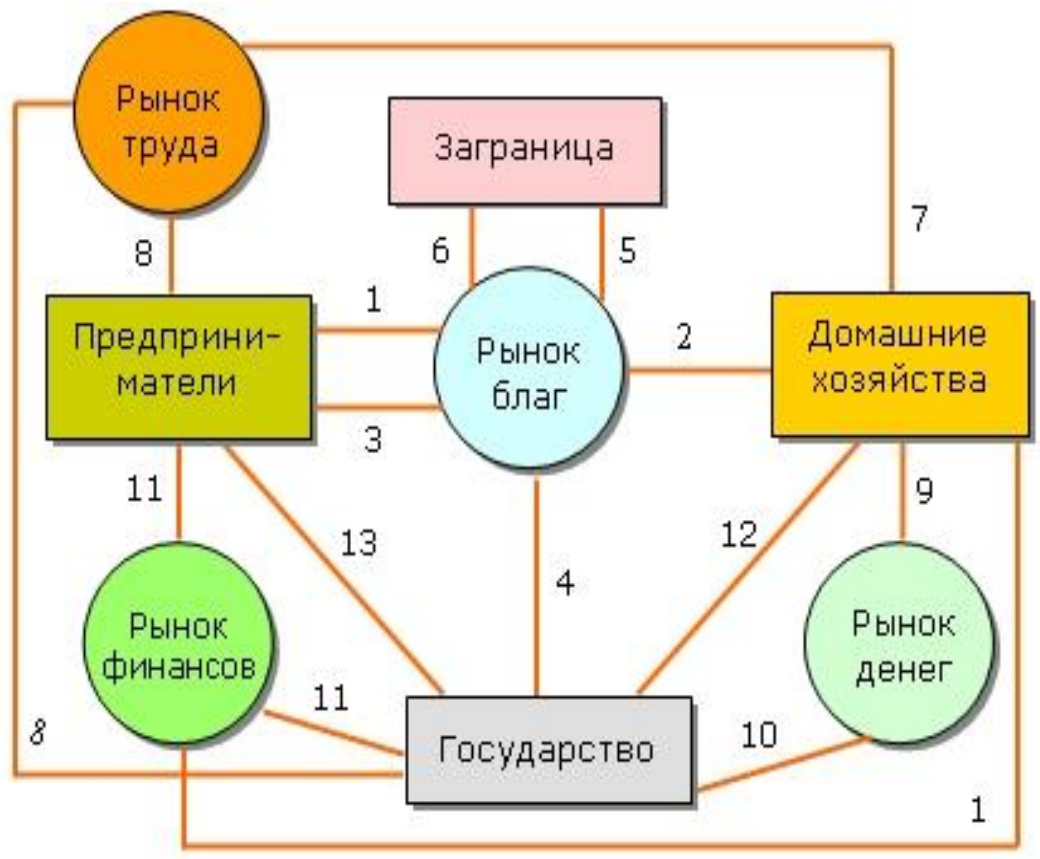 Рынок
труда
Заграница
7
8
6
5
1
2
Предприни-
матели
Рынок
благ
Домашние
хозяйства
3
11
9
13
12
4
Рынок
финансов
Рынок
денег
11
8
Государство
10
1